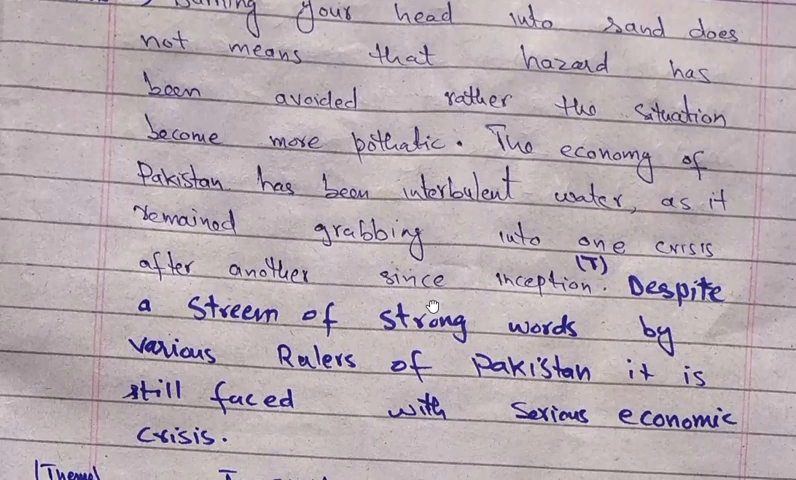 your head into sand does
not means that hazard has
been avoided rather the situation
become more pothatic. The economy of
Pakistan has been interbulent water, as it
remained grabbing into one crisis
after another since inception. (T) Despite
a streem of strong words by
various Rulers of Pakistan it is
still faced with serious economic
crisis.
(Theme)